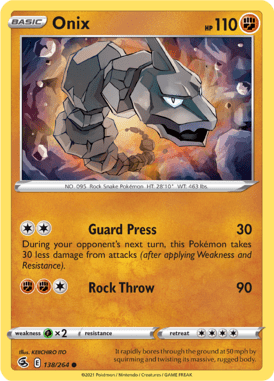 BASIC Onix HP 110
NO. 095 Rock Snake Pokémon HT: 28'10" WT: 463 lbs.
Guard Press 30
During your opponent's next turn, this Pokémon takes
30 less damage from attacks (after applying Weakness
and Resistance).
Rock Throw 90
weakness ×2 resistance retreat
Illus. KEIICHIRO ITO
E 138/264
It rapidly bores through the ground at 50 mph by
squirming and twisting its massive, rugged body.
©2021 Pokémon / Nintendo / Creatures / GAME FREAK